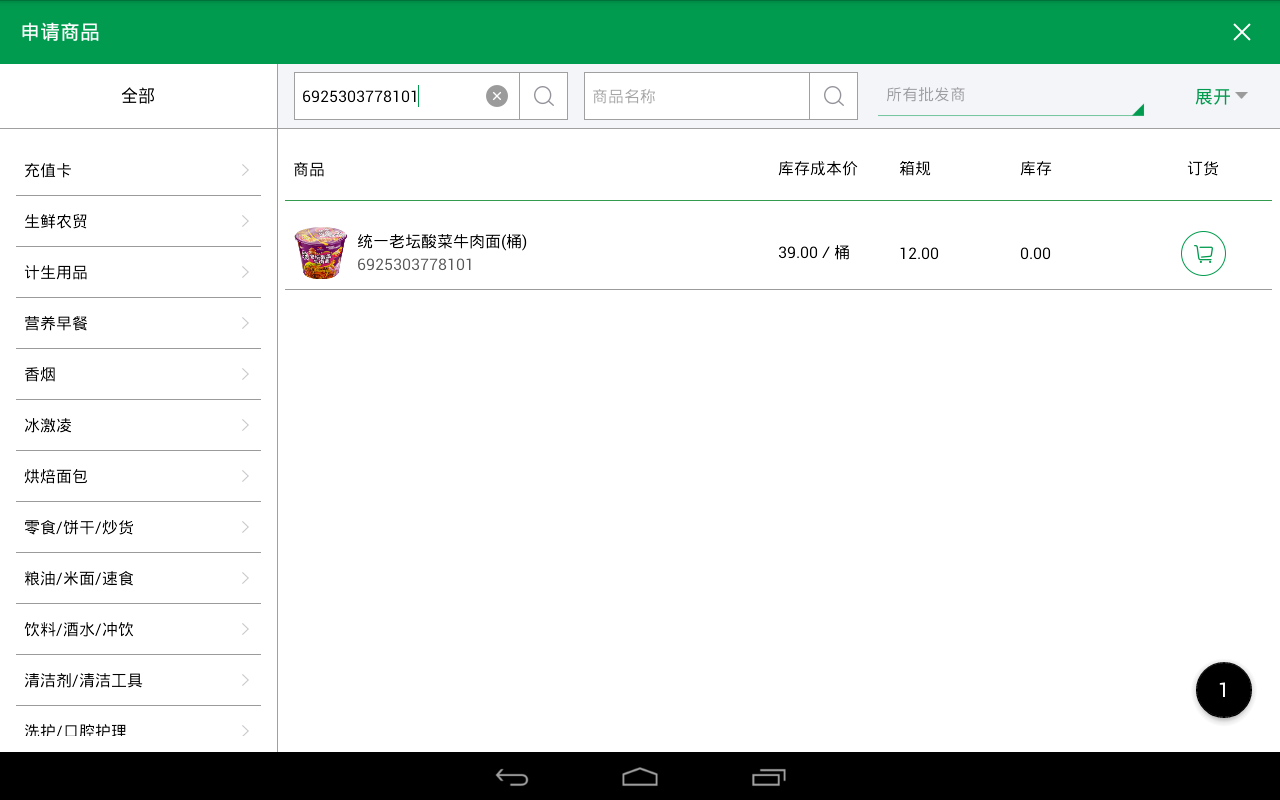 申请商品
全部
6925303778101
商品名称
所有批发商
展开
充值卡
生鲜农贸
计生用品
营养早餐
香烟
冰激凌
烘焙面包
零食/饼干/炒货
粮油/米面/速食
饮料/酒水/冲饮
清洁剂/清洁工具
洗护/口腔护理
商品 库存成本价 箱规 库存 订货
统一老坛酸菜牛肉面(桶)
6925303778101
39.00 / 桶 12.00 0.00
1